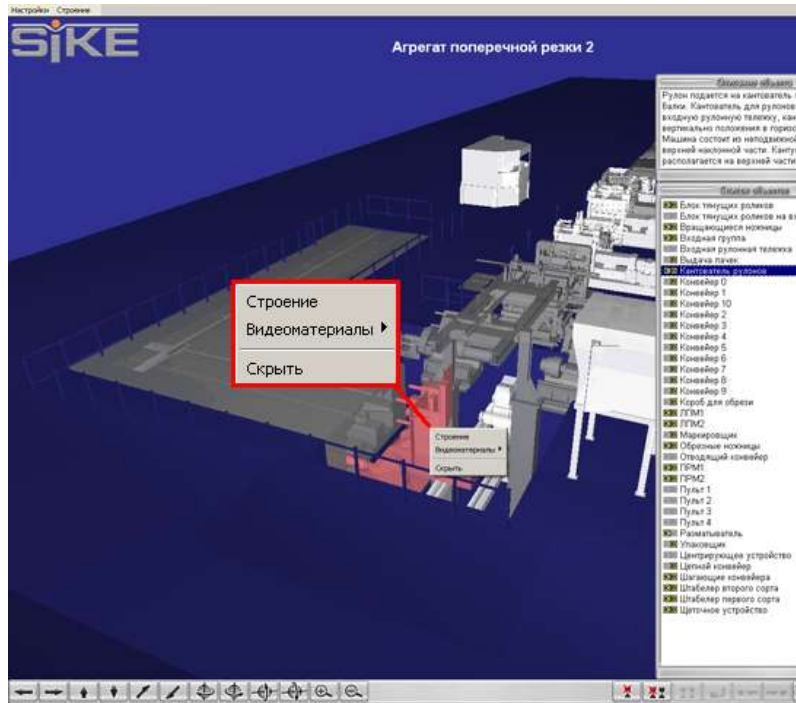 Настройки Строение
SIKE
Агрегат поперечной резки 2
Описание объекта
Рулон подается на кантователь
балки. Кантователь для рулонов
входную рулонную тележку, кан
вертикально положения в горизо
Машина состоит из неподвижной
верхней наклонной части. Канту
располагается на верхней части
Список объектов
Блок тянущих роликов
Блок тянущих роликов на вх
Вращающиеся ножницы
Входная группа
Входная рулонная тележка
Выдача пачек
Кантователь рулонов
Конвейер 0
Конвейер 1
Конвейер 10
Конвейер 2
Конвейер 3
Конвейер 4
Конвейер 5
Конвейер 6
Конвейер 7
Конвейер 8
Конвейер 9
Короб для обрези
ЛПМ1
ЛПМ2
Маркировщик
Обрезные ножницы
Отводящий конвейер
ПРМ1
ПРМ2
Пульт 1
Пульт 2
Пульт 3
Пульт 4
Разматыватель
Упаковщик
Центрирующее устройство
Цепной конвейер
Шагающие конвейера
Штабелер второго сорта
Штабелер первого сорта
Щеточное устройство
Строение
Видеоматериалы
Скрыть
Строение
Видеоматериалы
Скрыть